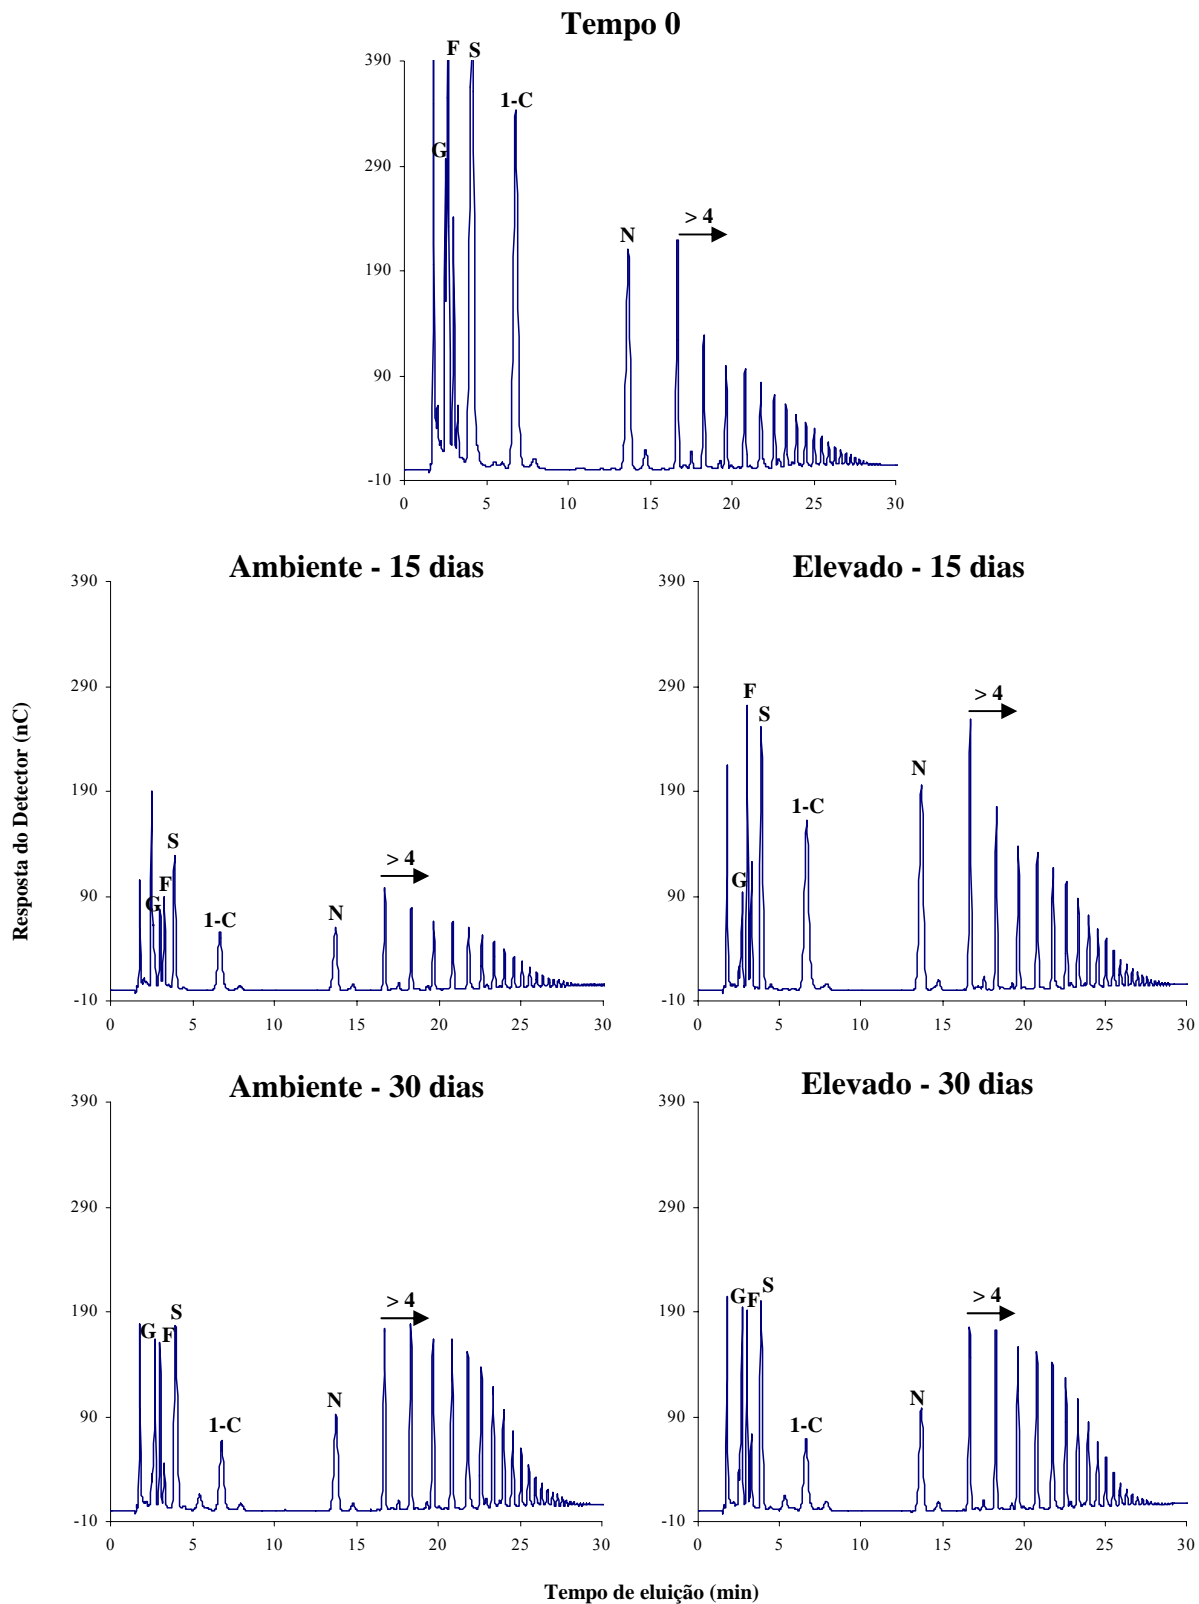 Tempo 0
F S
390
1-C
G
290
> 4
N
190
90
-10
0 5 10 15 20 25 30
Ambiente - 15 dias
390
290
190
S
> 4
F
90
G
1-C
N
-10
0 5 10 15 20 25 30
Elevado - 15 dias
390
290
F
> 4
S
N
190
1-C
G
90
-10
0 5 10 15 20 25 30
Resposta do Detector (nC)
Ambiente - 30 dias
390
290
S
> 4
190
G F
N
1-C
90
-10
0 5 10 15 20 25 30
Elevado - 30 dias
390
290
S
G F
> 4
190
N
1-C
90
-10
0 5 10 15 20 25 30
Tempo de eluição (min)